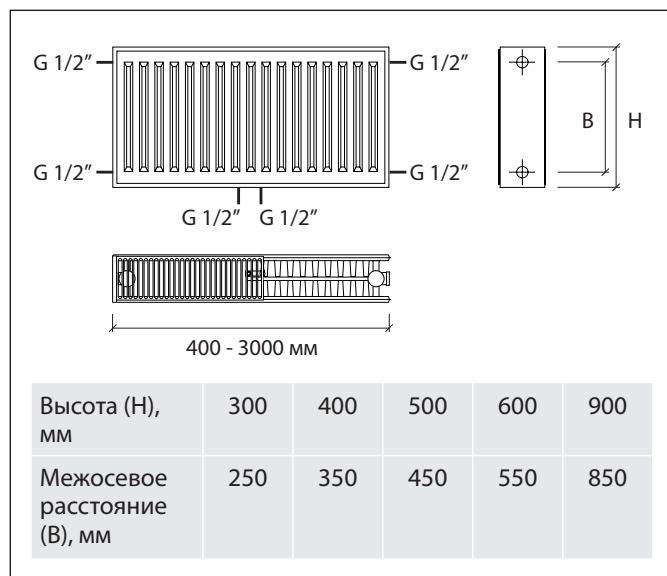 G 1/2” G 1/2”
B H
G 1/2” G 1/2”
G 1/2” G 1/2”
400 - 3000 мм
Высота (H), 300 400 500 600 900
мм
Межосевое 250 350 450 550 850
расстояние
(B), мм